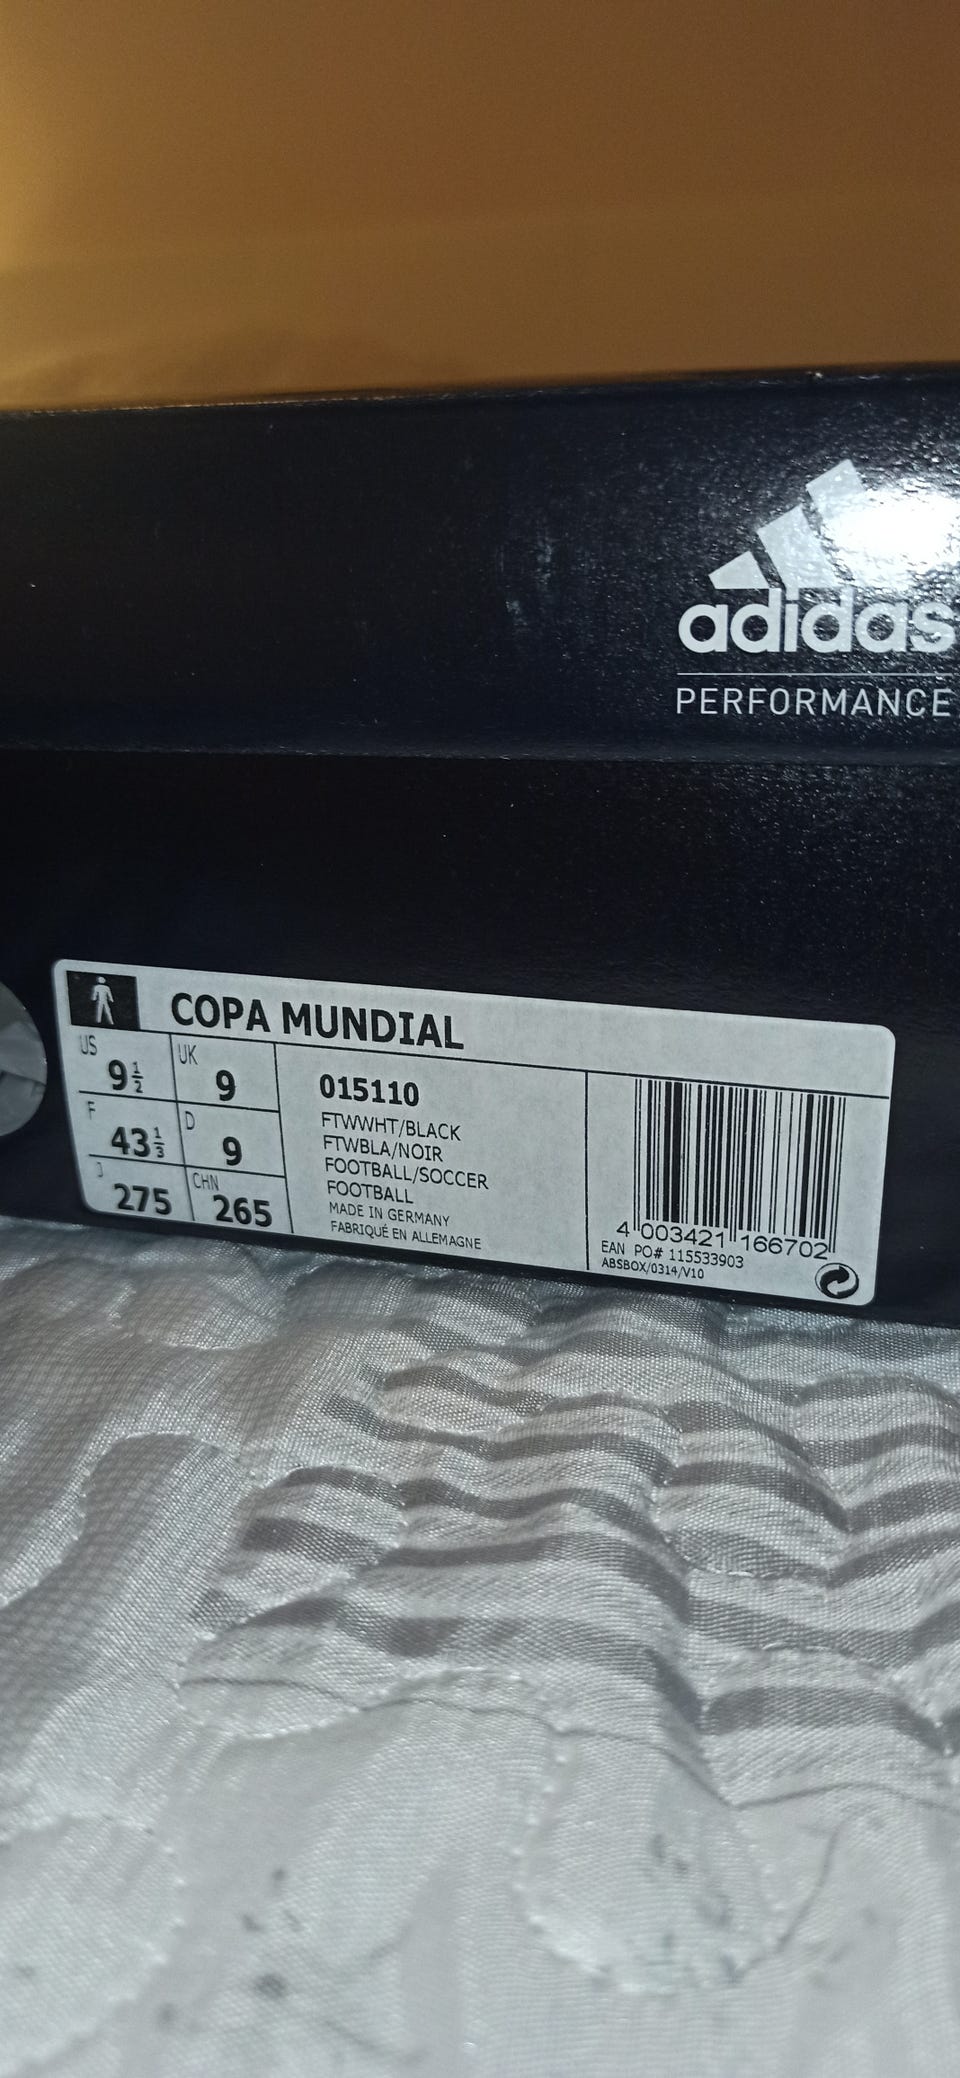 adidas
PERFORMANCE
COPA MUNDIAL
US 9½ UK 9
F 43⅓ D 9
J 275 CHN 265
015110
FTWWHT/BLACK
FTWBLA/NOIR
FOOTBALL/SOCCER
FOOTBALL
MADE IN GERMANY
FABRIQUÉ EN ALLEMAGNE
4 003421 166702
EAN PO# 115533903
ABSBOX/0314/V10